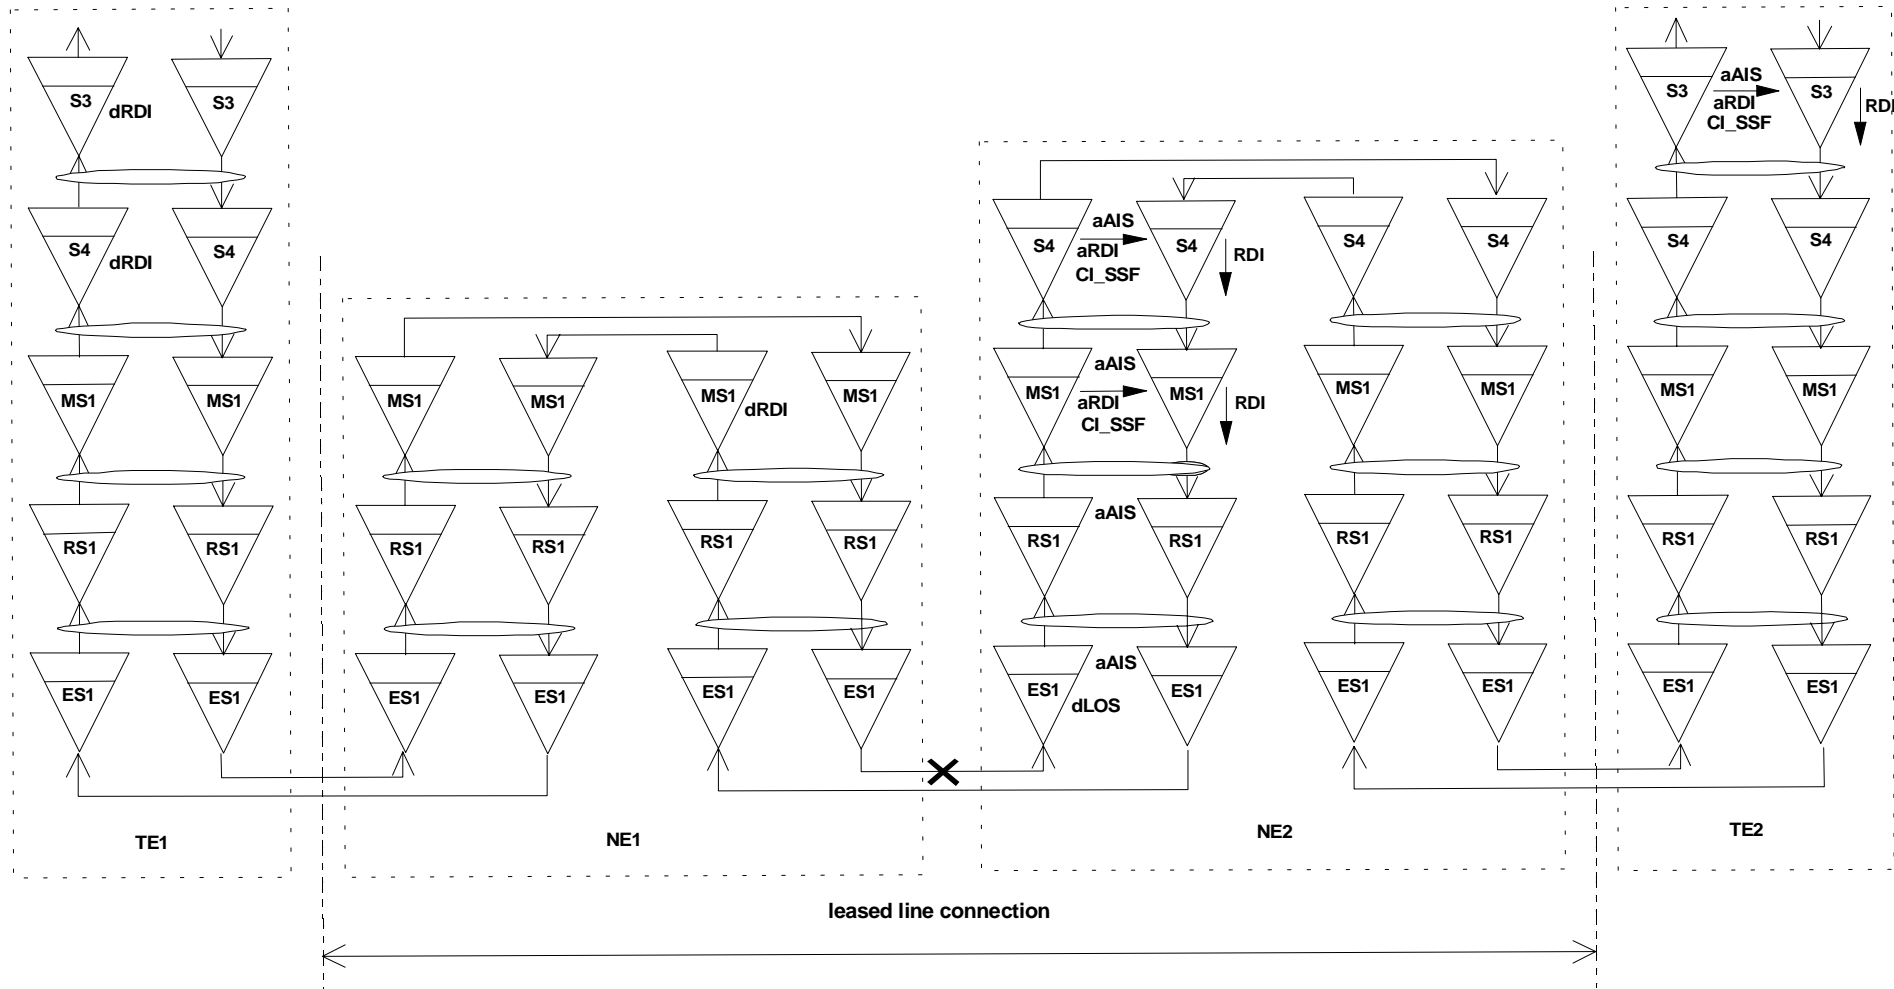 S3
dRDI
S3
S4
dRDI
S4
MS1
MS1
RS1
RS1
ES1
ES1
TE1
MS1
MS1
MS1
dRDI
MS1
RS1
RS1
RS1
RS1
ES1
ES1
ES1
ES1
NE1
S4
aAIS
aRDI
CI_SSF
S4
RDI
S4
S4
MS1
aAIS
aRDI
CI_SSF
MS1
RDI
MS1
MS1
RS1
aAIS
RS1
RS1
RS1
ES1
aAIS
dLOS
ES1
ES1
ES1
NE2
S3
aAIS
aRDI
CI_SSF
S3
RDI
S4
S4
MS1
MS1
RS1
RS1
ES1
ES1
TE2
leased line connection